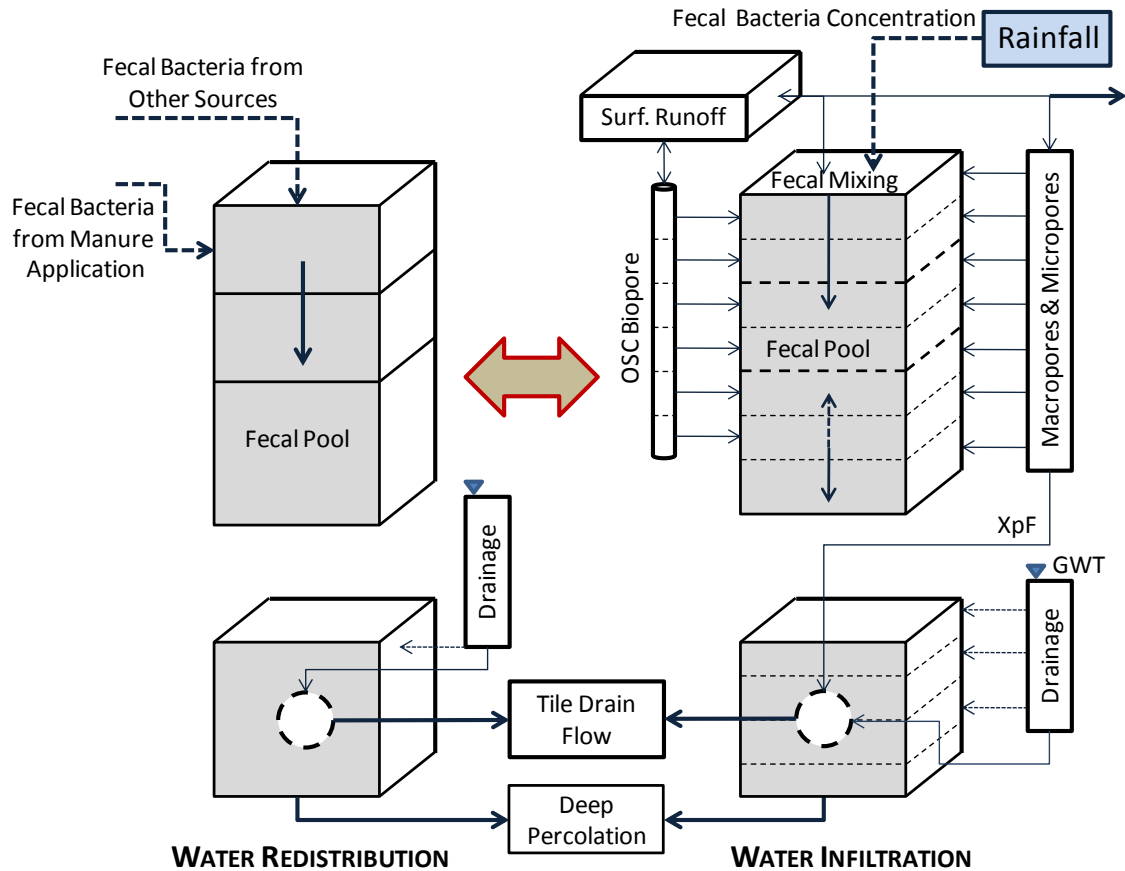 Fecal Bacteria Concentration
Rainfall
Fecal Bacteria from
Other Sources
Surf. Runoff
Fecal Mixing
Fecal Bacteria
from Manure
Application
OSC Biopore
Macropores & Micropores
Fecal Pool
Fecal Pool
XpF
GWT
Drainage
Drainage
Tile Drain
Flow
Deep
Percolation
WATER REDISTRIBUTION
WATER INFILTRATION